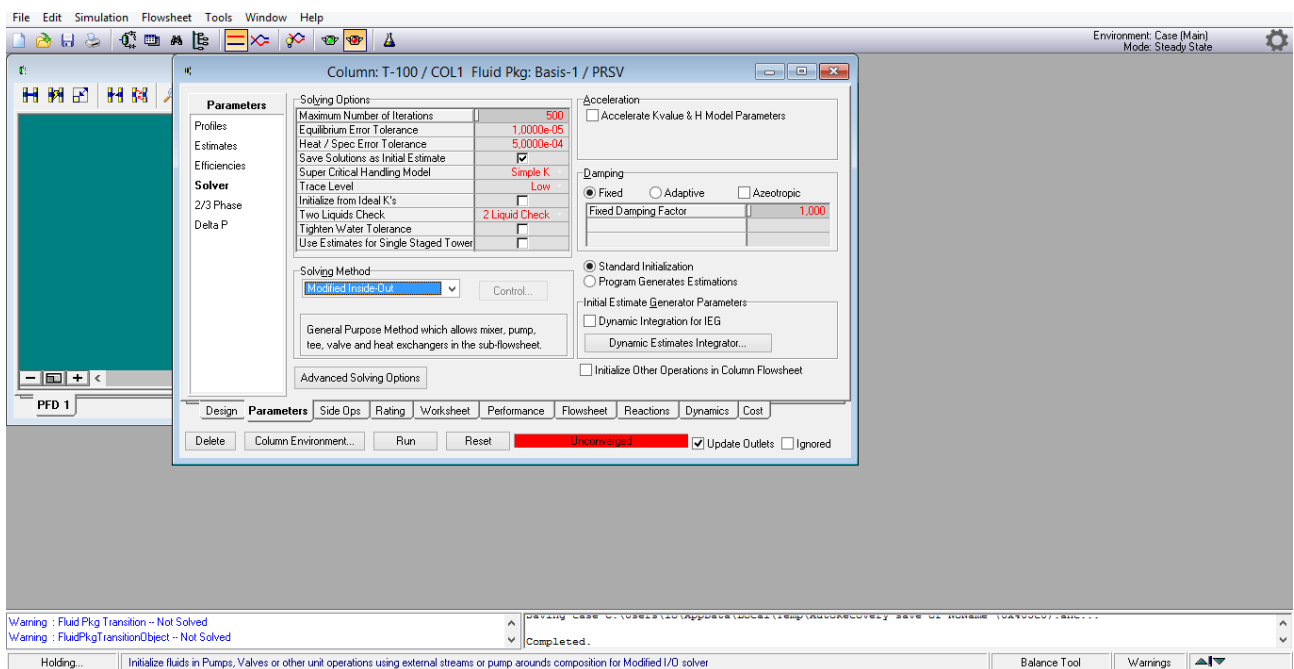 File Edit Simulation Flowsheet Tools Window Help
Environment: Case (Main)
Mode: Steady State
Column: T-100 / COL1 Fluid Pkg: Basis-1 / PRSV
Parameters
Profiles
Estimates
Efficiencies
Solver
2/3 Phase
Delta P
Solving Options
Maximum Number of Iterations 500
Equilibrium Error Tolerance 1,0000e-05
Heat / Spec Error Tolerance 5,0000e-04
Save Solutions as Initial Estimate
Super Critical Handling Model Simple K
Trace Level Low
Initialize from Ideal K's
Two Liquids Check 2 Liquid Check
Tighten Water Tolerance
Use Estimates for Single Staged Tower
Solving Method
Modified Inside-Out
Control...
General Purpose Method which allows mixer, pump,
tee, valve and heat exchangers in the sub-flowsheet.
Advanced Solving Options
Acceleration
Accelerate Kvalue & H Model Parameters
Damping
Fixed Adaptive Azeotropic
Fixed Damping Factor 1,000
Standard Initialization
Program Generates Estimations
Initial Estimate Generator Parameters
Dynamic Integration for IEG
Dynamic Estimates Integrator...
Initialize Other Operations in Column Flowsheet
PFD 1
Design Parameters Side Ops Rating Worksheet Performance Flowsheet Reactions Dynamics Cost
Delete Column Environment... Run Reset Unconverged Update Outlets Ignored
Warning : Fluid Pkg Transition -- Not Solved
Warning : FluidPkgTransitionObject -- Not Solved
Completed.
Holding... Initialize fluids in Pumps, Valves or other unit operations using external streams or pump arounds composition for Modified I/O solver Balance Tool Warnings